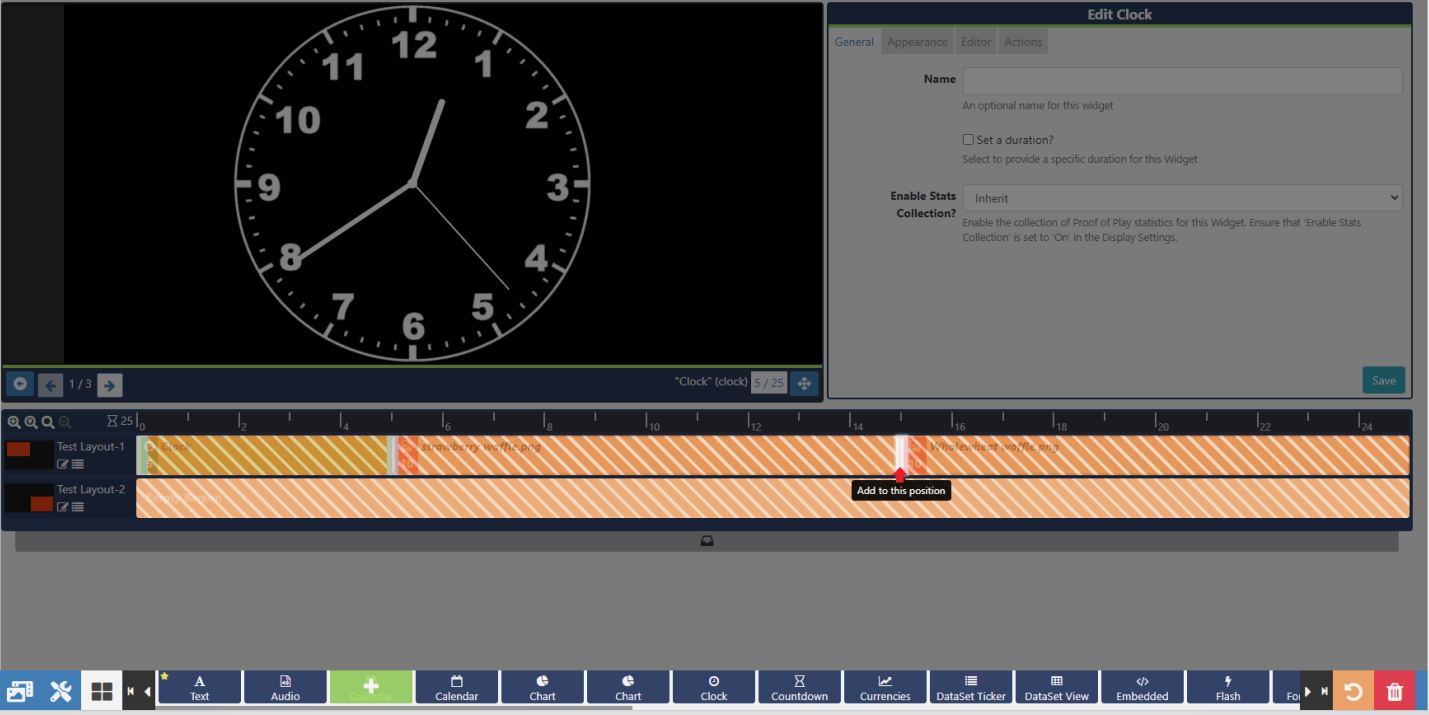 12
1
2
3
4
5
6
7
8
9
10
11
Edit Clock
General Appearance Editor Actions
Name
An optional name for this widget
Set a duration?
Select to provide a specific duration for this Widget
Enable Stats
Collection?
Inherit
Enable the collection of Proof of Play statistics for this Widget. Ensure that 'Enable Stats
Collection' is set to 'On' in the Display Settings.
Save
1 / 3
"Clock" (clock) 5 / 25
25 0 2 4 6 8 10 12 14 16 18 20 22 24
Test Layout-1
Clock
5
strawberry waffle.png
10
Wholewheat waffle.png
10
Add to this position
Test Layout-2
Empty Region
Text Audio Calendar Calendar Chart Chart Clock Countdown Currencies DataSet Ticker DataSet View Embedded Flash Fo